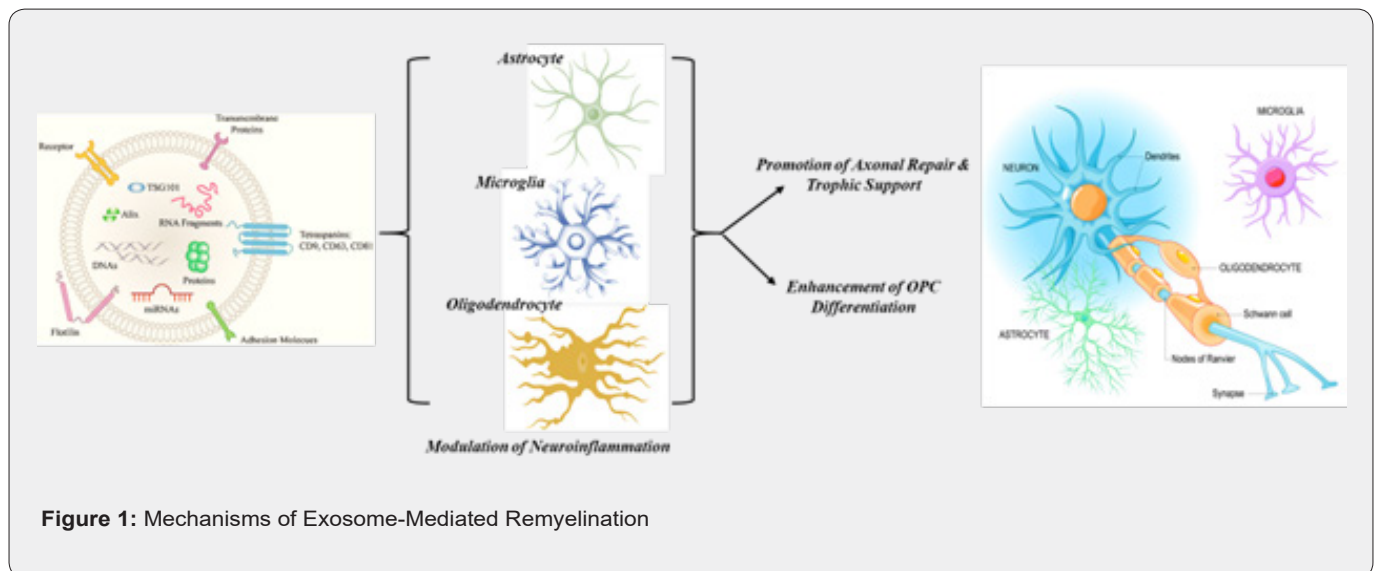 Receptor
Transmembrane
Proteins
TSG101
Alix
RNA Fragments
Tetraspanins:
CD9, CD63, CD81
DNAs
Proteins
miRNAs
Flotilin
Adhesion Molecues
Astrocyte
Microglia
Oligodendrocyte
Modulation of Neuroinflammation
Promotion of Axonal Repair &
Trophic Support
Enhancement of OPC
Differentiation
MICROGLIA
NEURON
Dendrites
OLIGODENDROCYTE
Schwann cell
ASTROCYTE
Nodes of Ranvier
Synapse
Figure 1: Mechanisms of Exosome-Mediated Remyelination